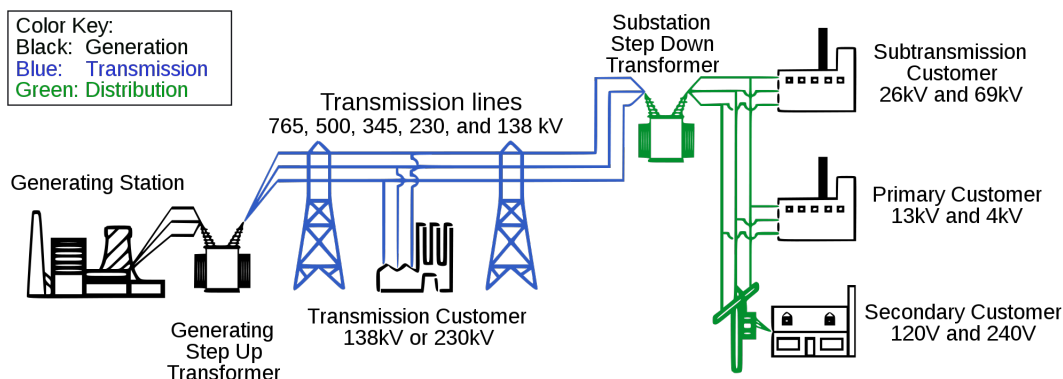 Color Key:
Black: Generation
Blue: Transmission
Green: Distribution
Substation
Step Down
Transformer
Subtransmission
Customer
26kV and 69kV
Transmission lines
765, 500, 345, 230, and 138 kV
Generating Station
Primary Customer
13kV and 4kV
Transmission Customer
138kV or 230kV
Generating
Step Up
Transformer
Secondary Customer
120V and 240V